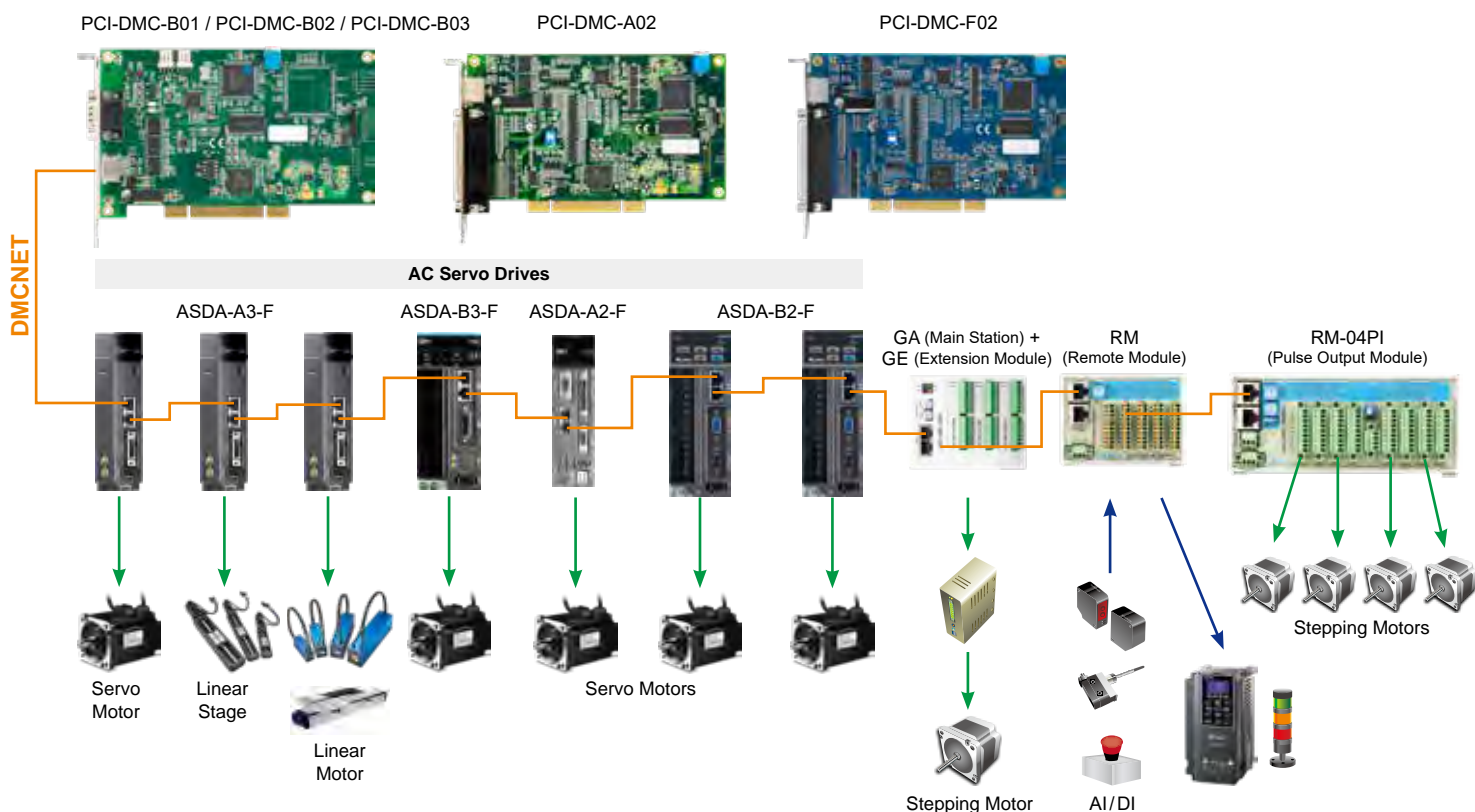 PCI-DMC-B01 / PCI-DMC-B02 / PCI-DMC-B03
PCI-DMC-A02
PCI-DMC-F02
DMCNET
AC Servo Drives
ASDA-A3-F
ASDA-B3-F
ASDA-A2-F
ASDA-B2-F
GA (Main Station) +
GE (Extension Module)
RM
(Remote Module)
RM-04PI
(Pulse Output Module)
Servo
Motor
Linear
Stage
Linear
Motor
Servo Motors
Stepping Motor
AI/DI
Stepping Motors